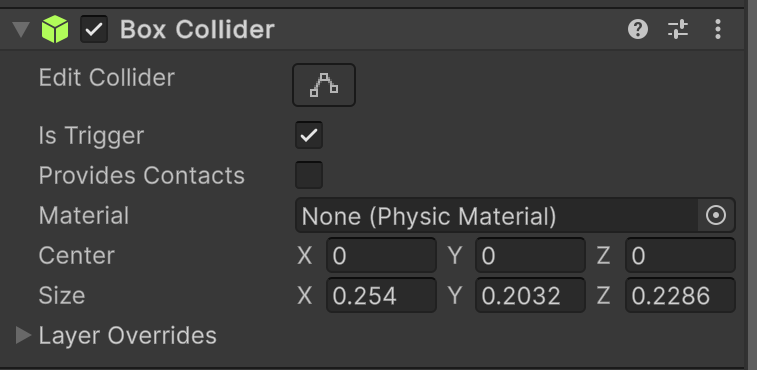 Box Collider
Edit Collider
Is Trigger
Provides Contacts
Material None (Physic Material)
Center X 0 Y 0 Z 0
Size X 0.254 Y 0.2032 Z 0.2286
Layer Overrides